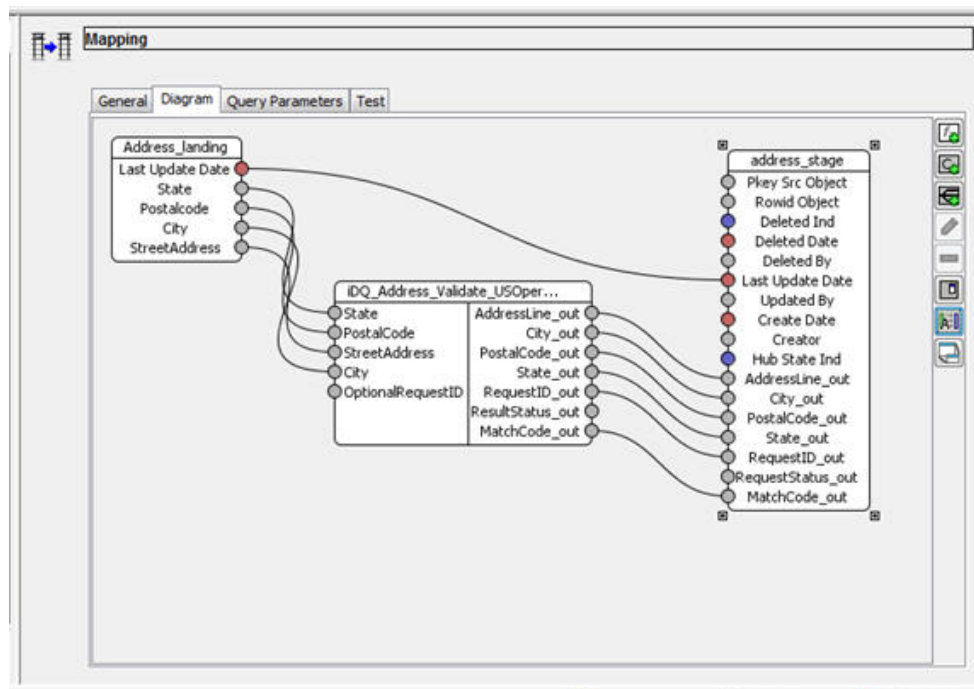 Mapping
General Diagram Query Parameters Test
Address_landing
Last Update Date
State
Postalcode
City
StreetAddress
iDQ_Address_Validate_USOper...
State
PostalCode
StreetAddress
City
OptionalRequestID
AddressLine_out
City_out
PostalCode_out
State_out
RequestID_out
ResultStatus_out
MatchCode_out
address_stage
Pkey Src Object
Rowid Object
Deleted Ind
Deleted Date
Deleted By
Last Update Date
Updated By
Create Date
Creator
Hub State Ind
AddressLine_out
City_out
PostalCode_out
State_out
RequestID_out
RequestStatus_out
MatchCode_out